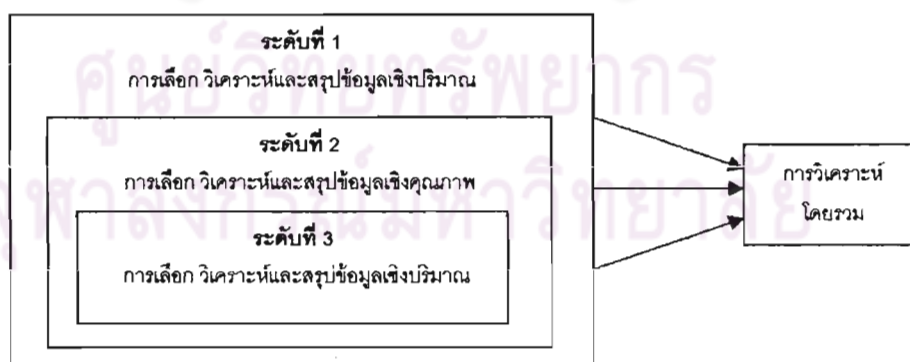 ระดับที่ 1
การเลือก วิเคราะห์และสรุปข้อมูลเชิงปริมาณ
ศูนย์วิทยทรัพยากร
ระดับที่ 2
การเลือก วิเคราะห์และสรุปข้อมูลเชิงคุณภาพ
การวิเคราะห์
โดยรวม
จุฬาลงกรณ์มหาวิทยาลัย
ระดับที่ 3
การเลือก วิเคราะห์และสรุปข้อมูลเชิงปริมาณ